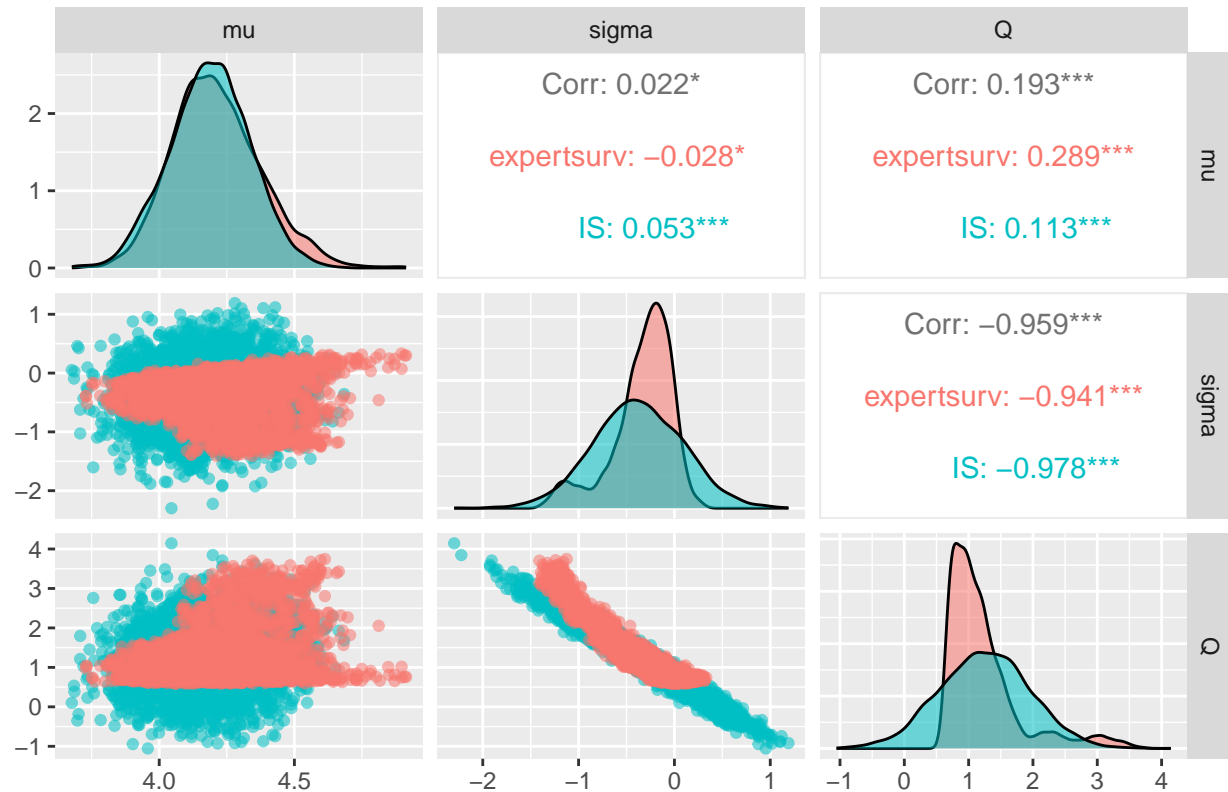 mu
sigma
Q
2
1
0
Corr: 0.022*
expertsurv: −0.028*
IS: 0.053***
Corr: 0.193***
expertsurv: 0.289***
IS: 0.113***
mu
1
0
−1
−2
Corr: −0.959***
expertsurv: −0.941***
IS: −0.978***
sigma
4
3
2
1
0
−1
Q
4.0
4.5
−2
−1
0
1
−1
0
1
2
3
4